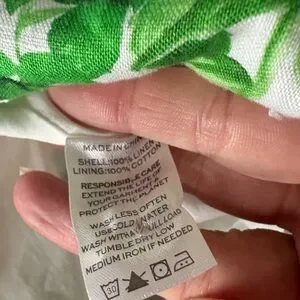 MADE IN CHINA
SHELL:100% LINEN
LINING:100% COTTON
RESPONSIBLE CARE
EXTEND THE LIFE OF
YOUR GARMENT &
PROTECT THE PLANET
WASH LESS OFTEN
USE COLD WATER
WASH WITH A FULL LOAD
TUMBLE DRY LOW
MEDIUM IRON IF NEEDED
30